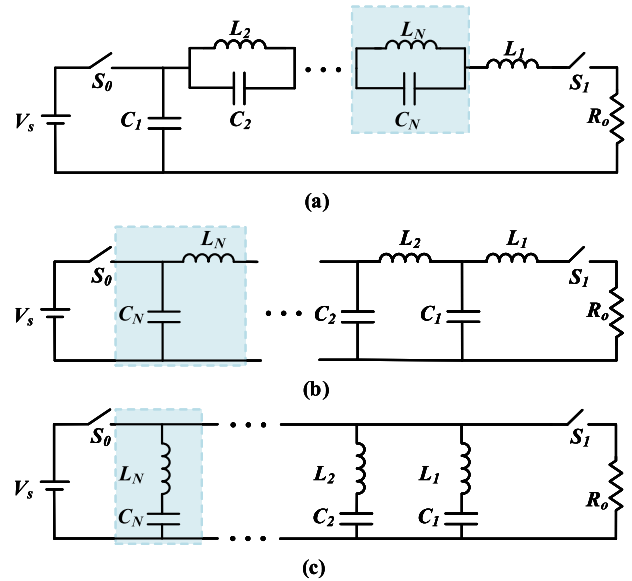 L2 LN L1
S0 S1
Vs C1 C2 CN Ro
(a)
LN L2 L1
S0 S1
Vs CN C2 C1 Ro
(b)
S0 S1
Vs LN L2 L1 Ro
CN C2 C1
(c)